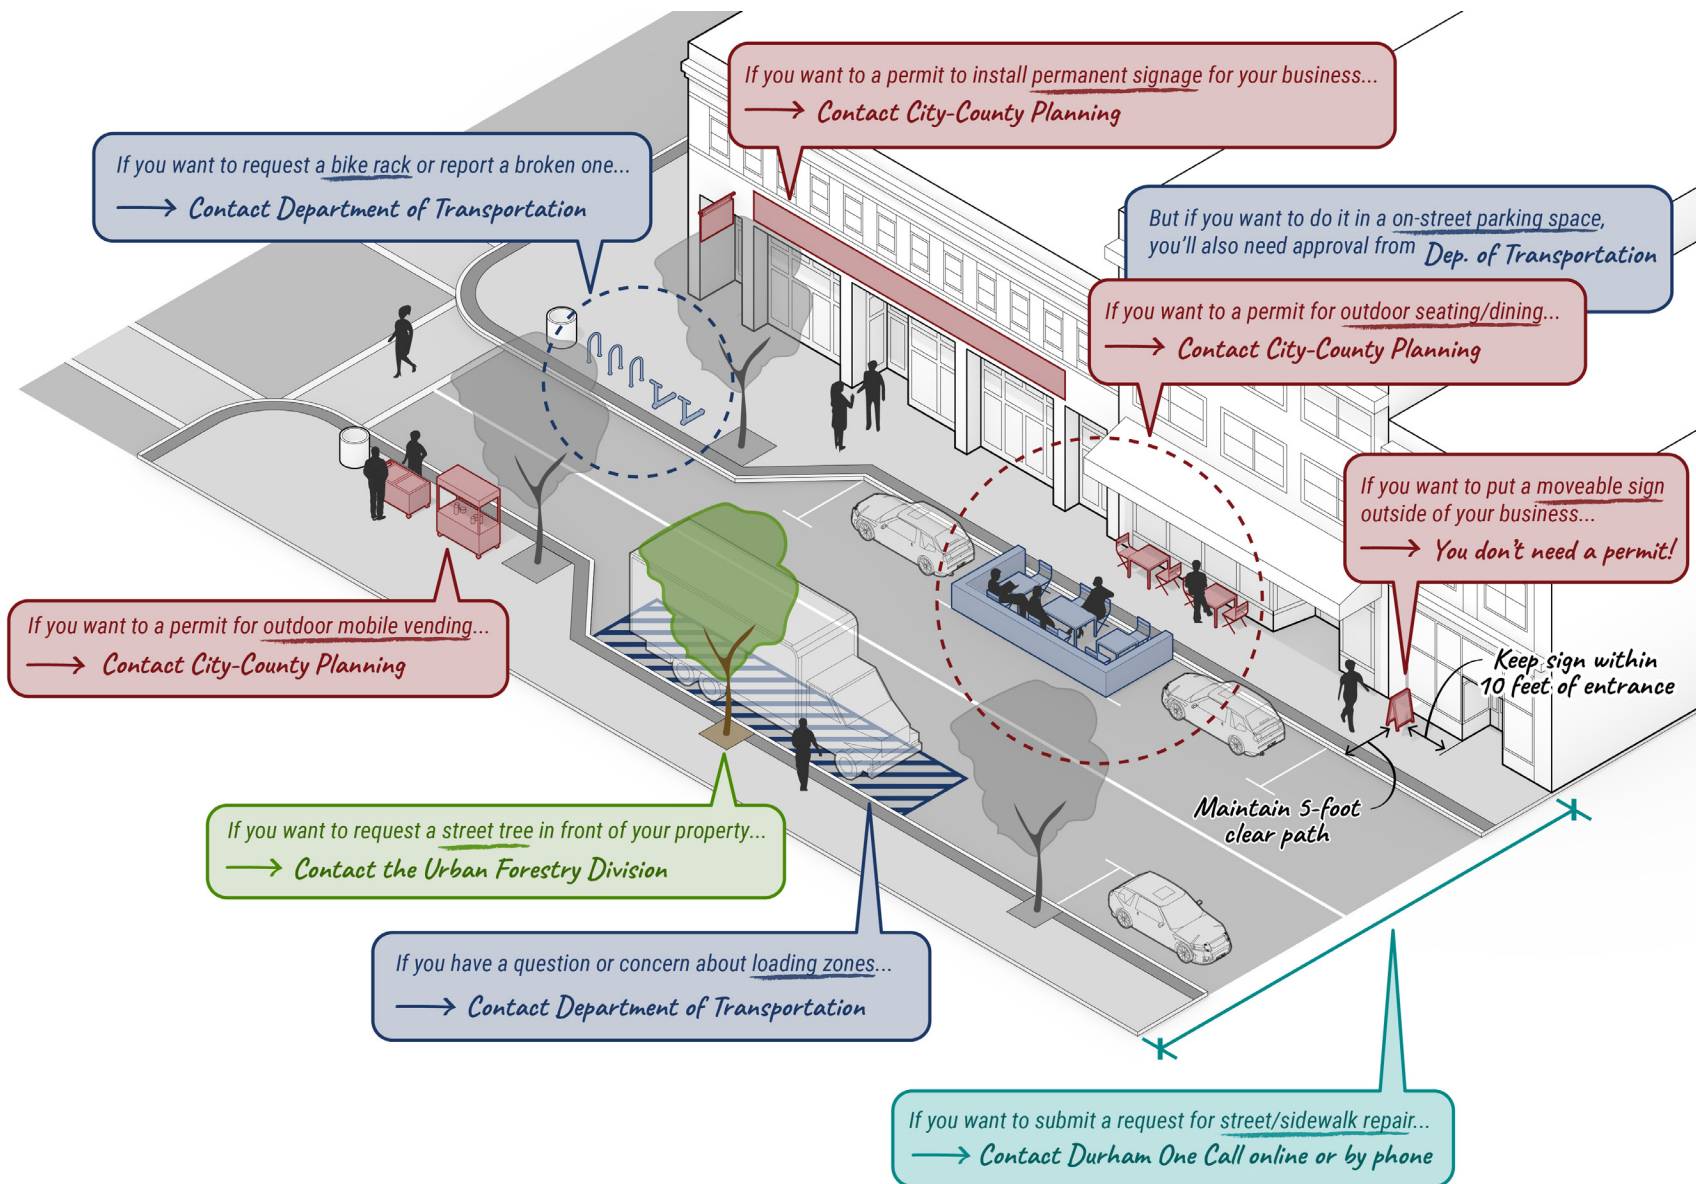 If you want to a permit to install permanent signage for your business...
Contact City-County Planning
If you want to request a bike rack or report a broken one...
Contact Department of Transportation
But if you want to do it in a on-street parking space,
you'll also need approval from Dep. of Transportation
If you want to a permit for outdoor seating/dining...
Contact City-County Planning
If you want to put a moveable sign
outside of your business...
You don't need a permit!
If you want to a permit for outdoor mobile vending...
Contact City-County Planning
Keep sign within
10 feet of entrance
Maintain 5-foot
clear path
If you want to request a street tree in front of your property...
Contact the Urban Forestry Division
If you have a question or concern about loading zones...
Contact Department of Transportation
If you want to submit a request for street/sidewalk repair...
Contact Durham One Call online or by phone